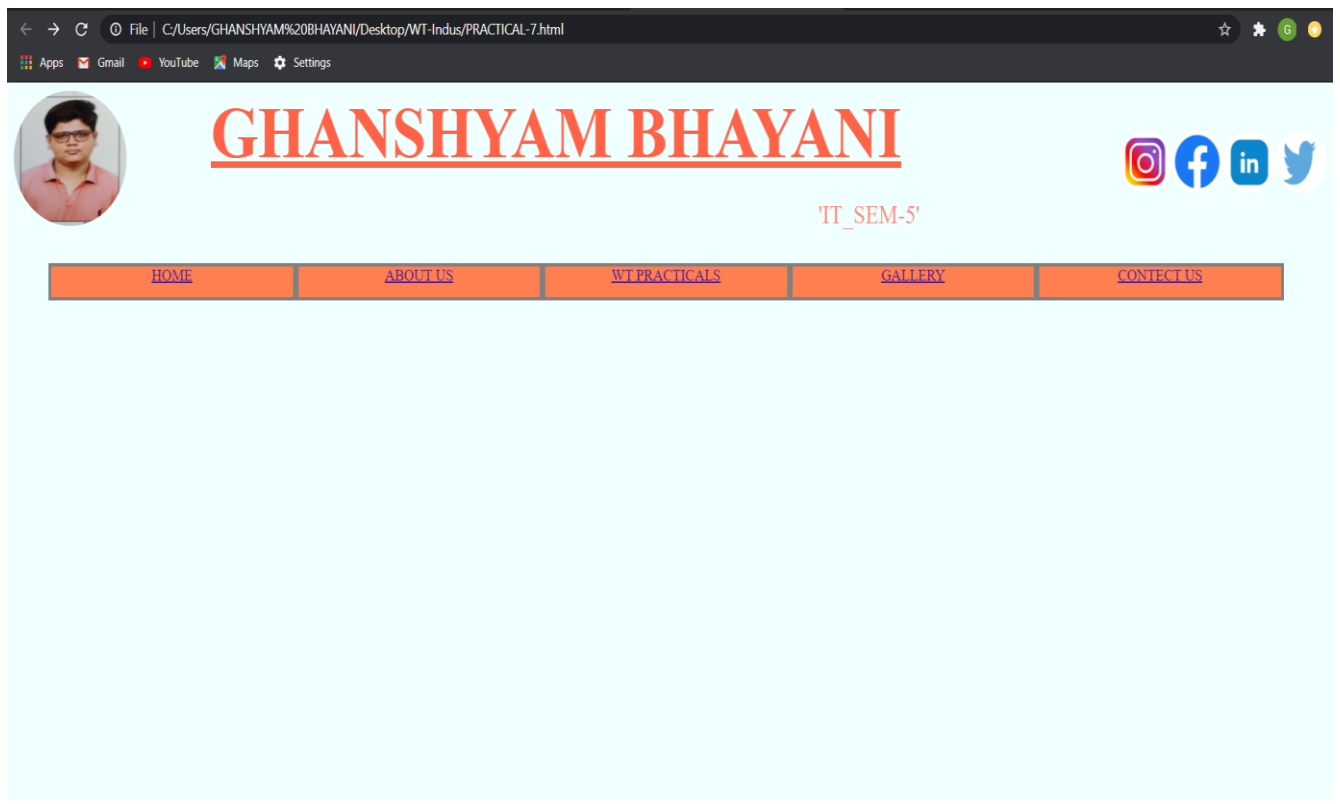 File | C:/Users/GHANSHYAM%20BHAYANI/Desktop/WT-Indus/PRACTICAL-7.html
G
Apps Gmail YouTube Maps Settings
GHANSHYAM BHAYANI
in
'IT_SEM-5'
HOME ABOUT US WT PRACTICALS GALLERY CONTECT US